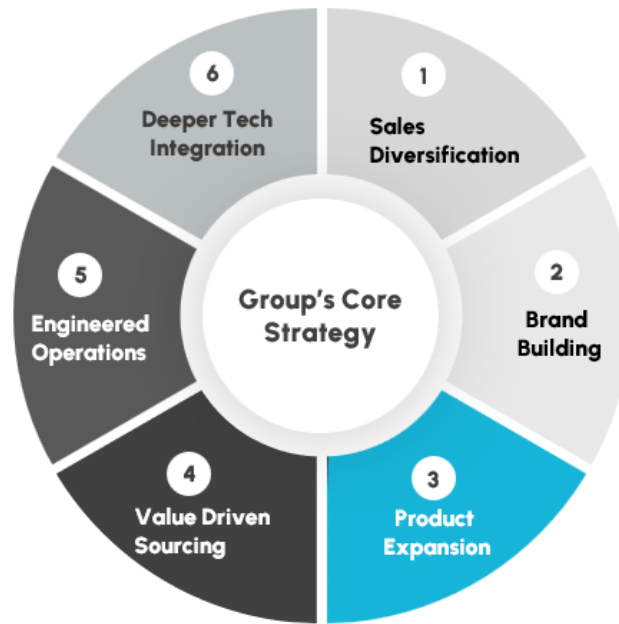 6
Deeper Tech
Integration
1
Sales
Diversification
2
Brand
Building
3
Product
Expansion
4
Value Driven
Sourcing
5
Engineered
Operations
Group's Core
Strategy